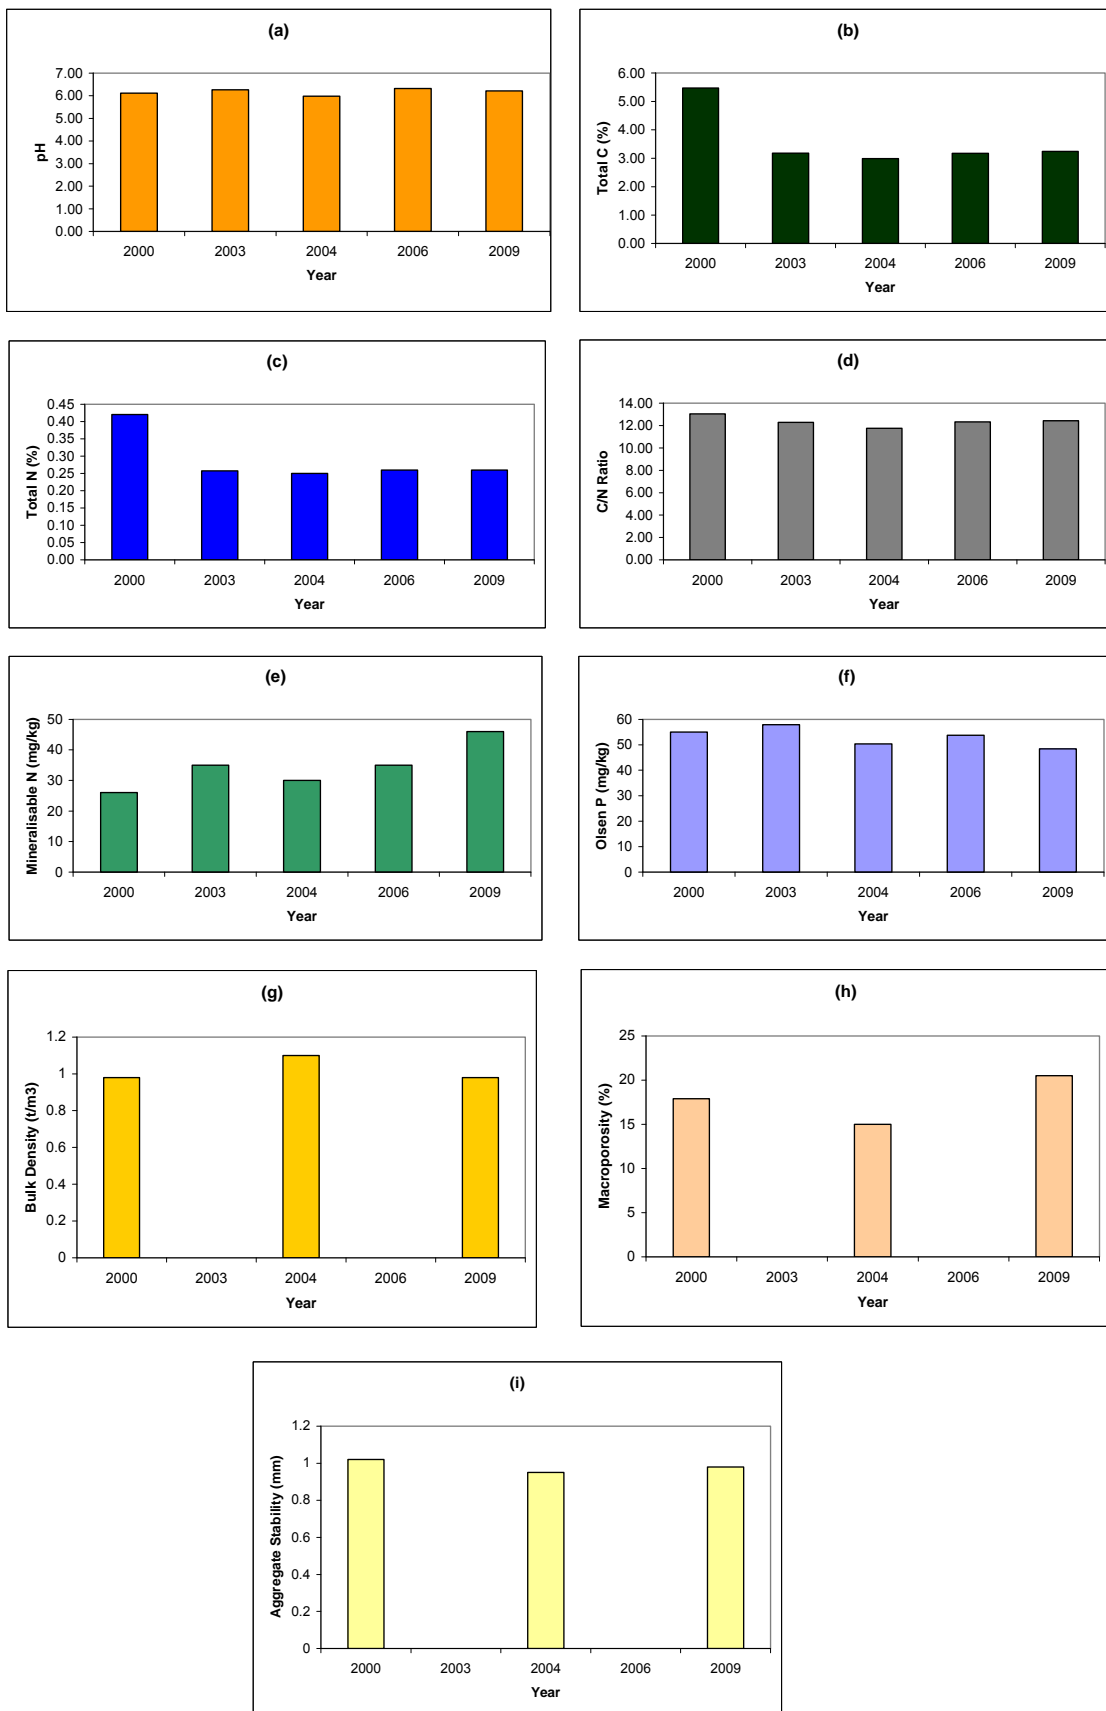 (a)
pH
7.00
6.00
5.00
4.00
3.00
2.00
1.00
0.00
2000 2003 2004 2006 2009
Year
(b)
Total C (%)
6.00
5.00
4.00
3.00
2.00
1.00
0.00
2000 2003 2004 2006 2009
Year
(c)
Total N (%)
0.45
0.40
0.35
0.30
0.25
0.20
0.15
0.10
0.05
0.00
2000 2003 2004 2006 2009
Year
(d)
C/N Ratio
14.00
12.00
10.00
8.00
6.00
4.00
2.00
0.00
2000 2003 2004 2006 2009
Year
(e)
Mineralisable N (mg/kg)
50
40
30
20
10
0
2000 2003 2004 2006 2009
Year
(f)
Olsen P (mg/kg)
60
50
40
30
20
10
0
2000 2003 2004 2006 2009
Year
(g)
Bulk Density (t/m3)
1.2
1
0.8
0.6
0.4
0.2
0
2000 2003 2004 2006 2009
Year
(h)
Macroporosity (%)
25
20
15
10
5
0
2000 2003 2004 2006 2009
Year
(i)
Aggregate Stability (mm)
1.2
1
0.8
0.6
0.4
0.2
0
2000 2003 2004 2006 2009
Year